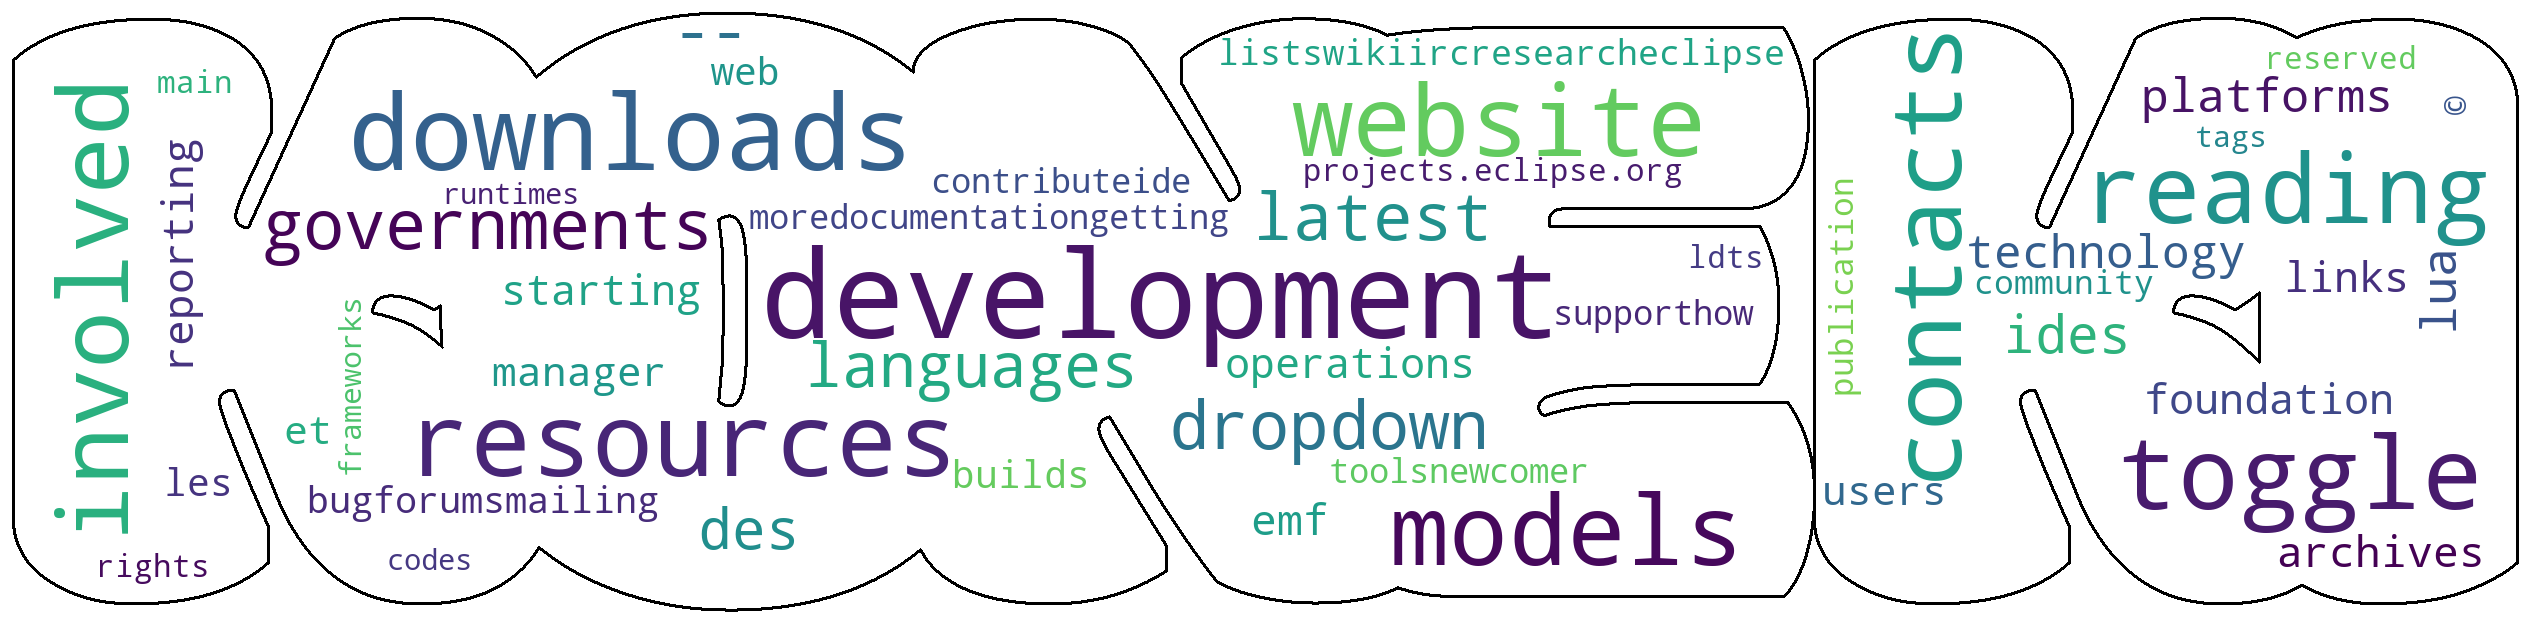 involved
main
reporting
les
rights
--
web
downloads
runtimes
governments
contributeide
moredocumentationgetting
starting
development
frameworks
manager
languages
et
resources
builds
bugforumsmailing
des
codes
listswikiircresearcheclipse
website
projects.eclipse.org
latest
ldts
supporthow
operations
dropdown
toolsnewcomer
emf
models
contacts
publication
users
reserved
platforms
©
tags
reading
technology
community
links
lua
ides
foundation
toggle
archives